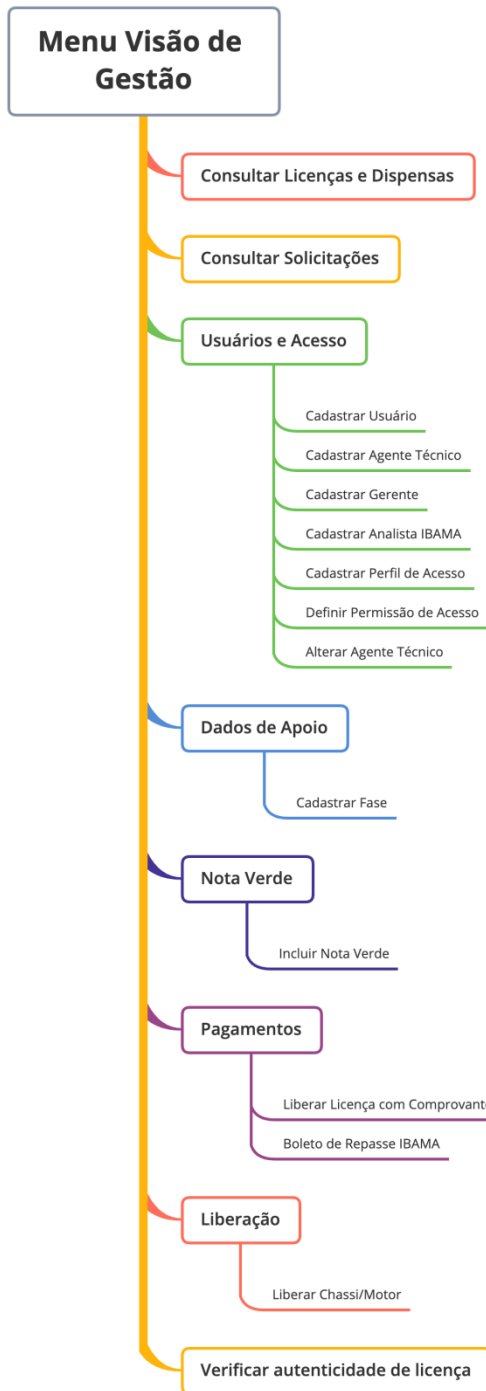 Menu Visão de
Gestão
Consultar Licenças e Dispensas
Consultar Solicitações
Usuários e Acesso
Cadastrar Usuário
Cadastrar Agente Técnico
Cadastrar Gerente
Cadastrar Analista IBAMA
Cadastrar Perfil de Acesso
Definir Permissão de Acesso
Alterar Agente Técnico
Dados de Apoio
Cadastrar Fase
Nota Verde
Incluir Nota Verde
Pagamentos
Liberar Licença com Comprovante
Boleto de Repasse IBAMA
Liberação
Liberar Chassi/Motor
Verificar autenticidade de licença